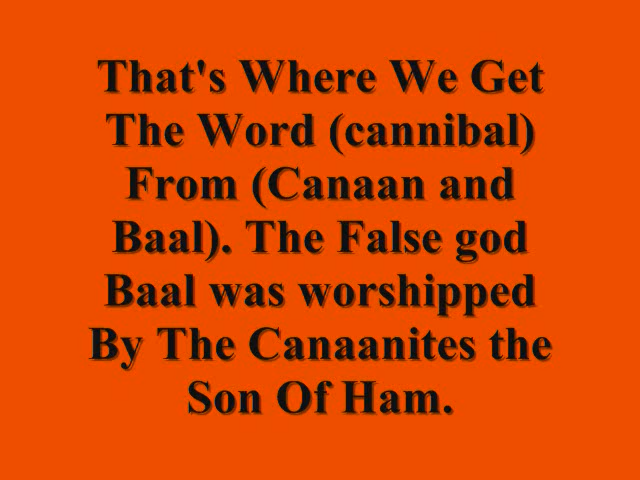 That's Where We Get
The Word (cannibal)
From (Canaan and
Baal). The False god
Baal was worshipped
By The Canaanites the
Son Of Ham.